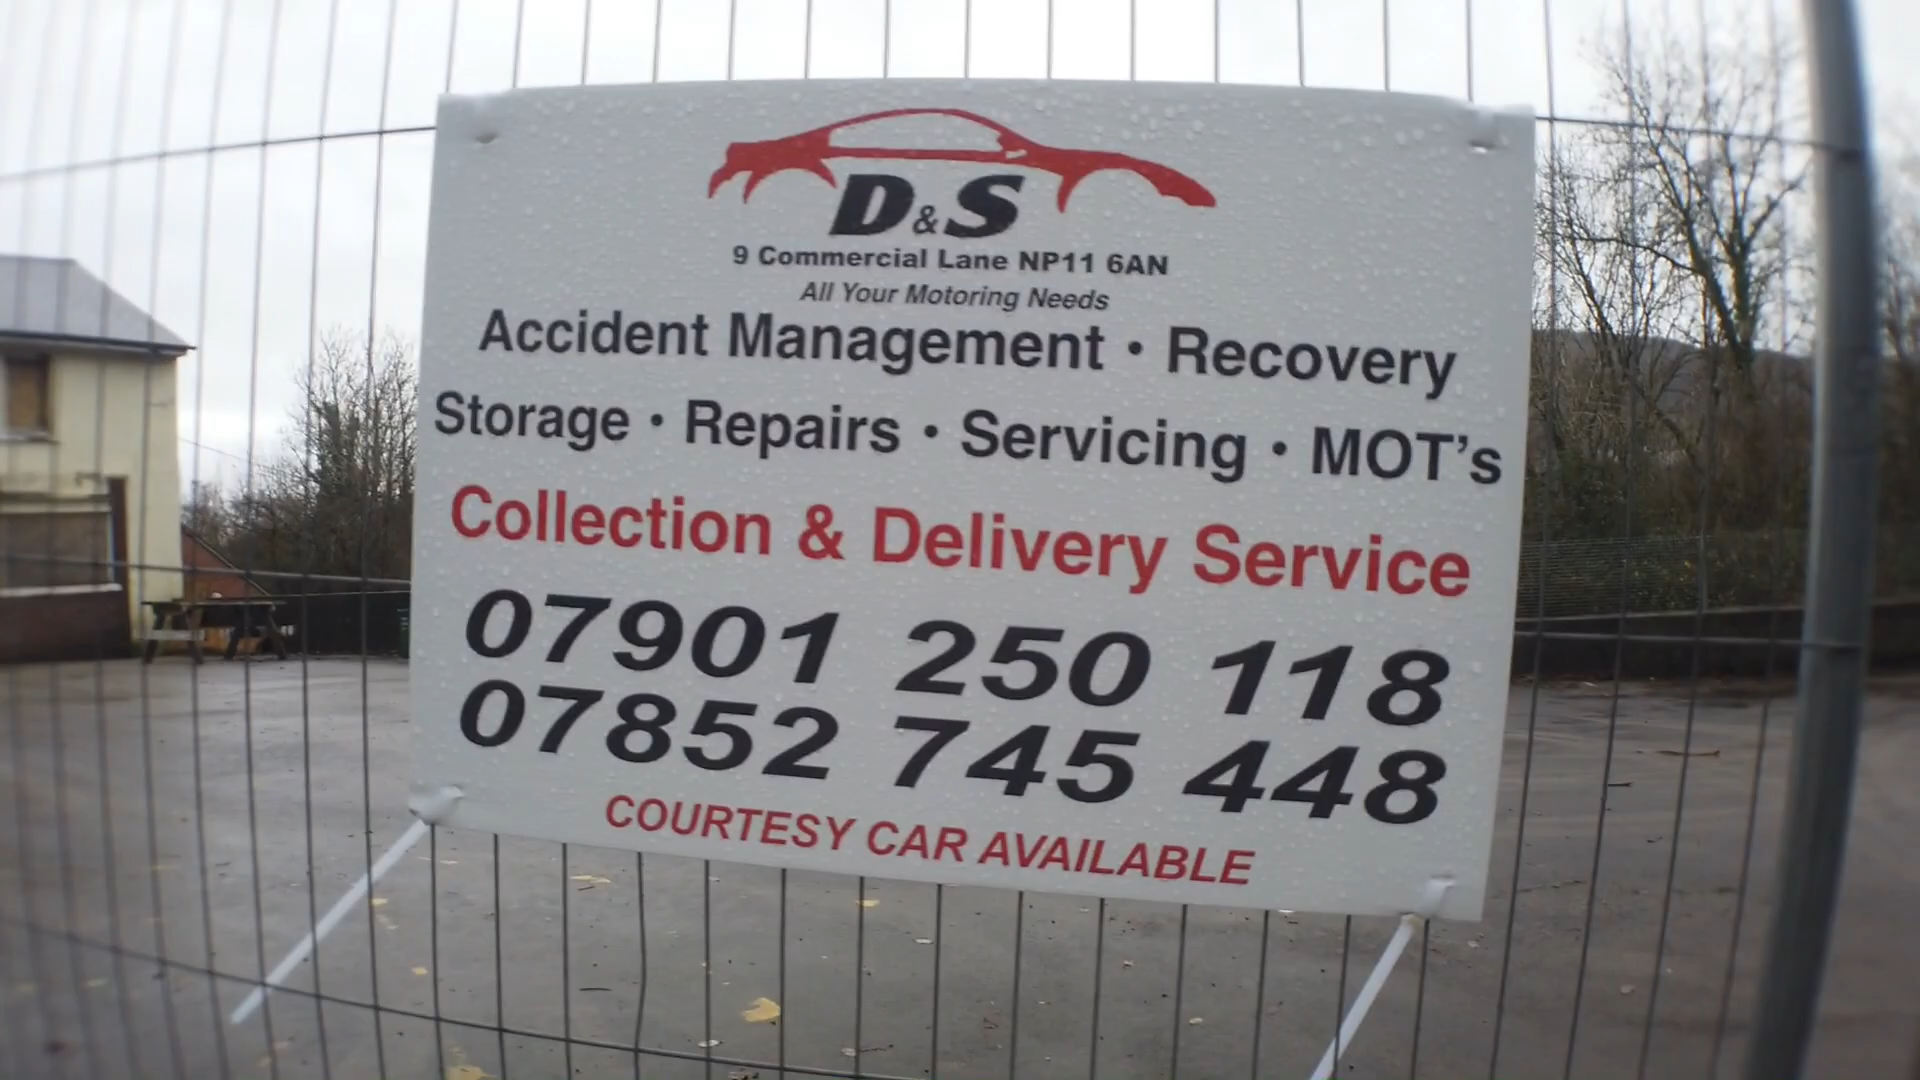 D&S
9 Commercial Lane NP11 6AN
All Your Motoring Needs
Accident Management • Recovery
Storage • Repairs • Servicing • MOT's
Collection & Delivery Service
07901 250 118
07852 745 448
COURTESY CAR AVAILABLE